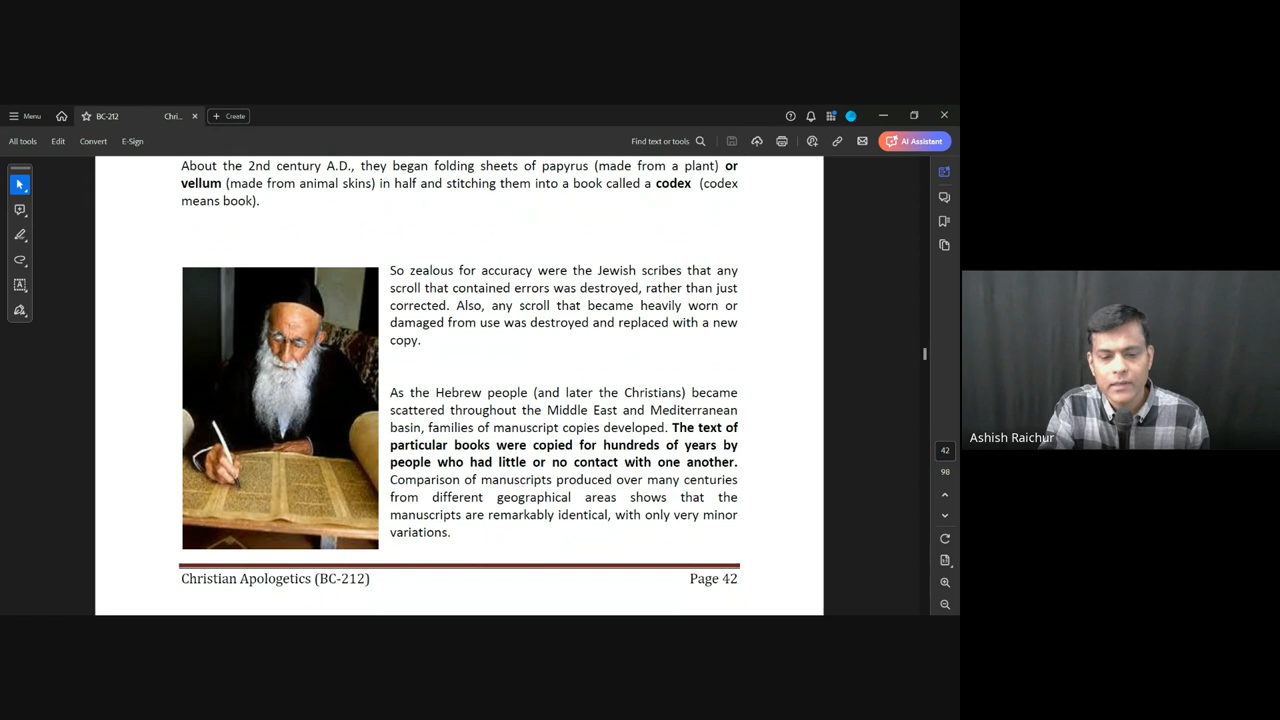 Menu
BC-212
Chri...
Create
All tools
Edit
Convert
E-Sign
Find text or tools
AI Assistant
About the 2nd century A.D., they began folding sheets of papyrus (made from a plant) or
vellum (made from animal skins) in half and stitching them into a book called a codex (codex
means book).
So zealous for accuracy were the Jewish scribes that any
scroll that contained errors was destroyed, rather than just
corrected. Also, any scroll that became heavily worn or
damaged from use was destroyed and replaced with a new
copy.
As the Hebrew people (and later the Christians) became
scattered throughout the Middle East and Mediterranean
basin, families of manuscript copies developed. The text of
particular books were copied for hundreds of years by
people who had little or no contact with one another.
Comparison of manuscripts produced over many centuries
from different geographical areas shows that the
manuscripts are remarkably identical, with only very minor
variations.
Christian Apologetics (BC-212)
Page 42
42
98
Ashish Raichur